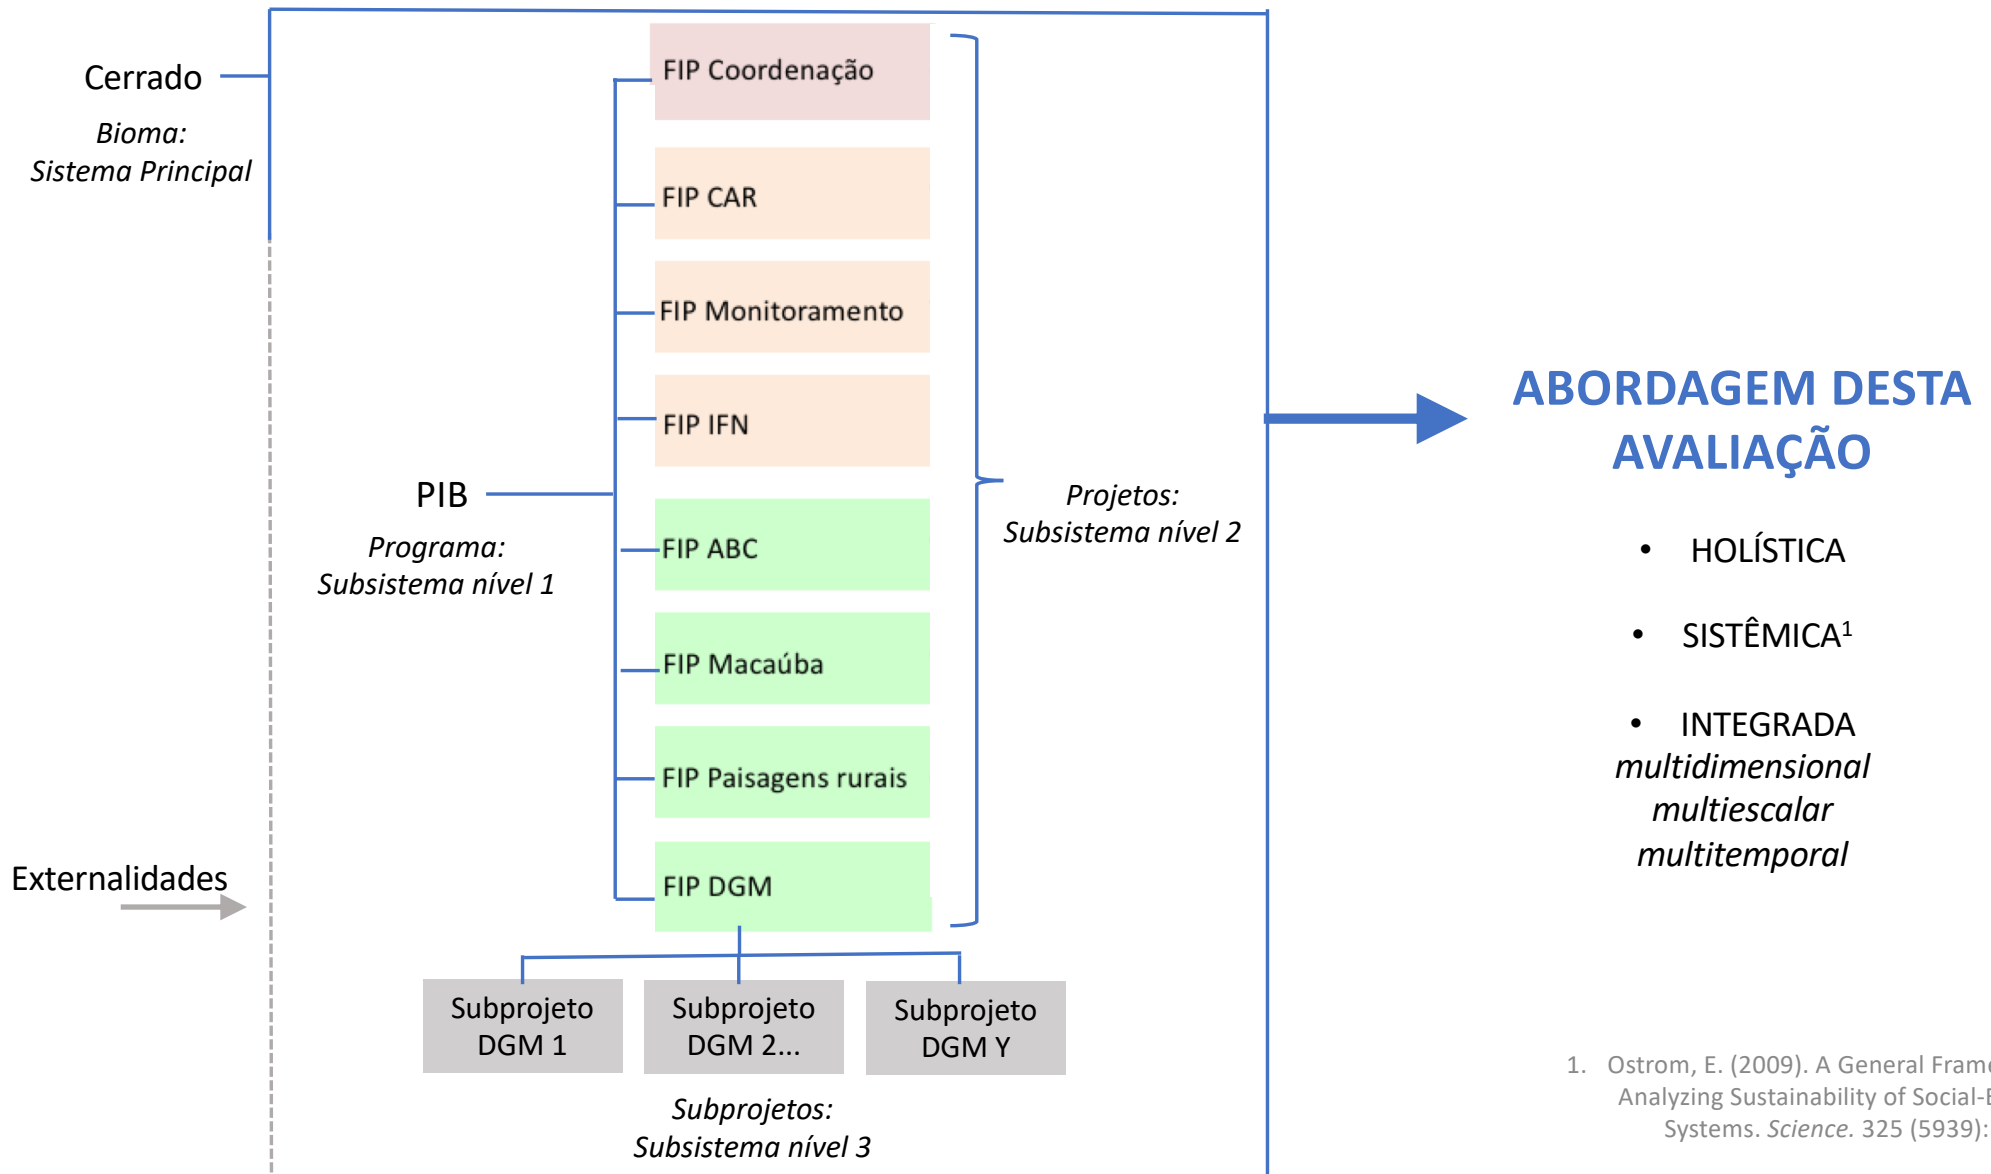 Cerrado
Bioma:
Sistema Principal
FIP Coordenação
FIP CAR
FIP Monitoramento
FIP IFN
PIB
Programa:
Subsistema nível 1
FIP ABC
FIP Macaúba
FIP Paisagens rurais
FIP DGM
Projetos:
Subsistema nível 2
Externalidades
Subprojeto
DGM 1
Subprojeto
DGM 2...
Subprojeto
DGM Y
Subprojetos:
Subsistema nível 3
ABORDAGEM DESTA
AVALIAÇÃO
• HOLÍSTICA
• SISTÊMICA¹
• INTEGRADA
multidimensional
multiescalar
multitemporal
1. Ostrom, E. (2009). A General Frame
Analyzing Sustainability of Social-E
Systems. Science. 325 (5939):